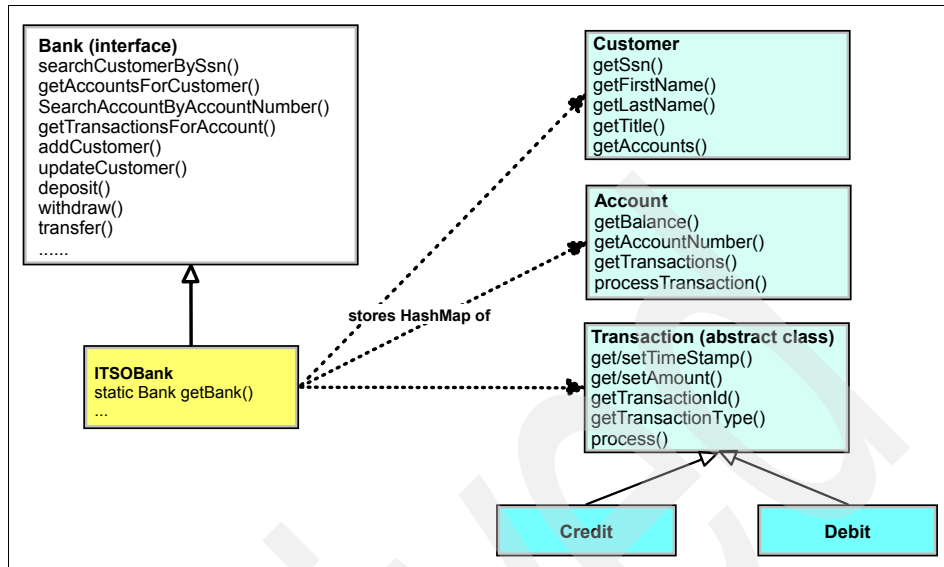 Bank (interface)
searchCustomerBySsn()
getAccountsForCustomer()
SearchAccountByAccountNumber()
getTransactionsForAccount()
addCustomer()
updateCustomer()
deposit()
withdraw()
transfer()
......
ITSOBank
static Bank getBank()
...
stores HashMap of
Customer
getSsn()
getFirstName()
getLastName()
getTitle()
getAccounts()
Account
getBalance()
getAccountNumber()
getTransactions()
processTransaction()
Transaction (abstract class)
get/setTimeStamp()
get/setAmount()
getTransactionId()
getTransactionType()
process()
Credit
Debit